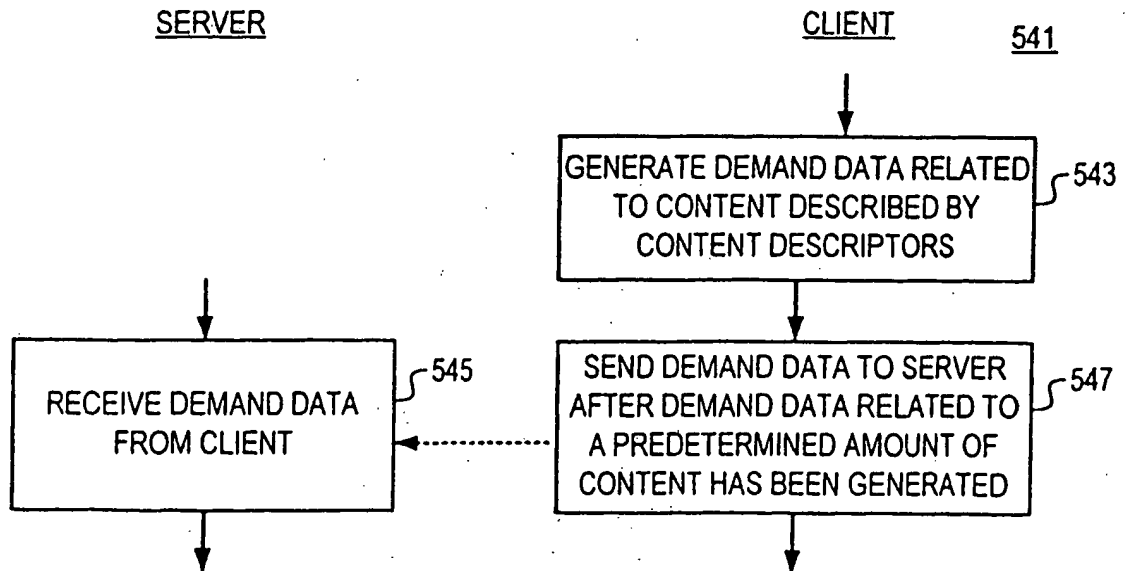 SERVER
CLIENT
541
GENERATE DEMAND DATA RELATED
TO CONTENT DESCRIBED BY
CONTENT DESCRIPTORS
543
RECEIVE DEMAND DATA
FROM CLIENT
545
SEND DEMAND DATA TO SERVER
AFTER DEMAND DATA RELATED TO
A PREDETERMINED AMOUNT OF
CONTENT HAS BEEN GENERATED
547